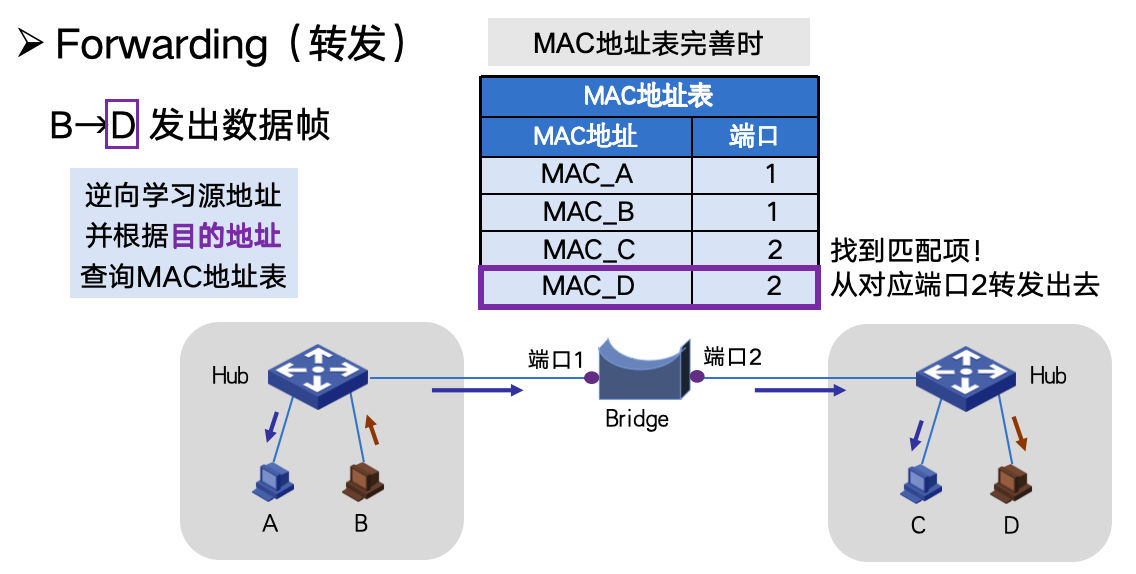 ➢ Forwarding（转发）
MAC地址表完善时
B→D 发出数据帧
逆向学习源地址
并根据目的地址
查询MAC地址表
MAC地址表
MAC地址 端口
MAC_A 1
MAC_B 1
MAC_C 2
MAC_D 2
找到匹配项！
从对应端口2转发出去
Hub
端口1
端口2
Hub
Bridge
A
B
C
D